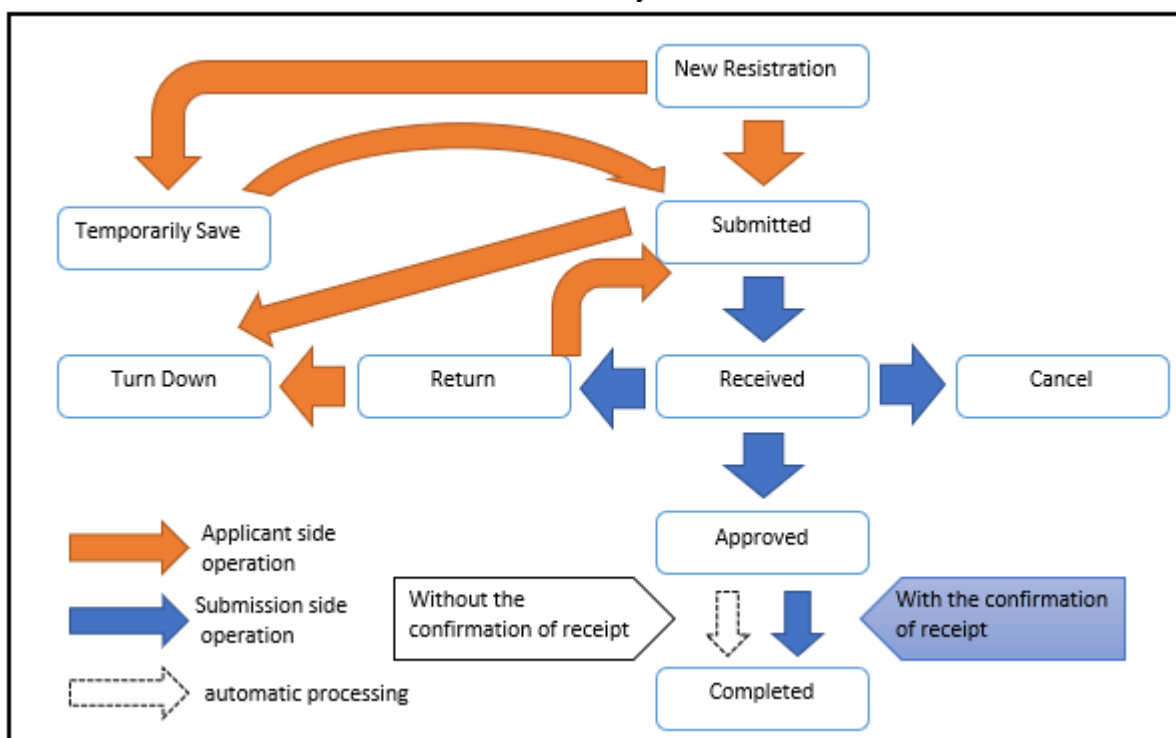 New Resistration
Temporarily Save
Submitted
Turn Down
Return
Received
Cancel
Approved
Applicant side
operation
Submission side
operation
automatic processing
Without the
confirmation of receipt
With the confirmation
of receipt
Completed